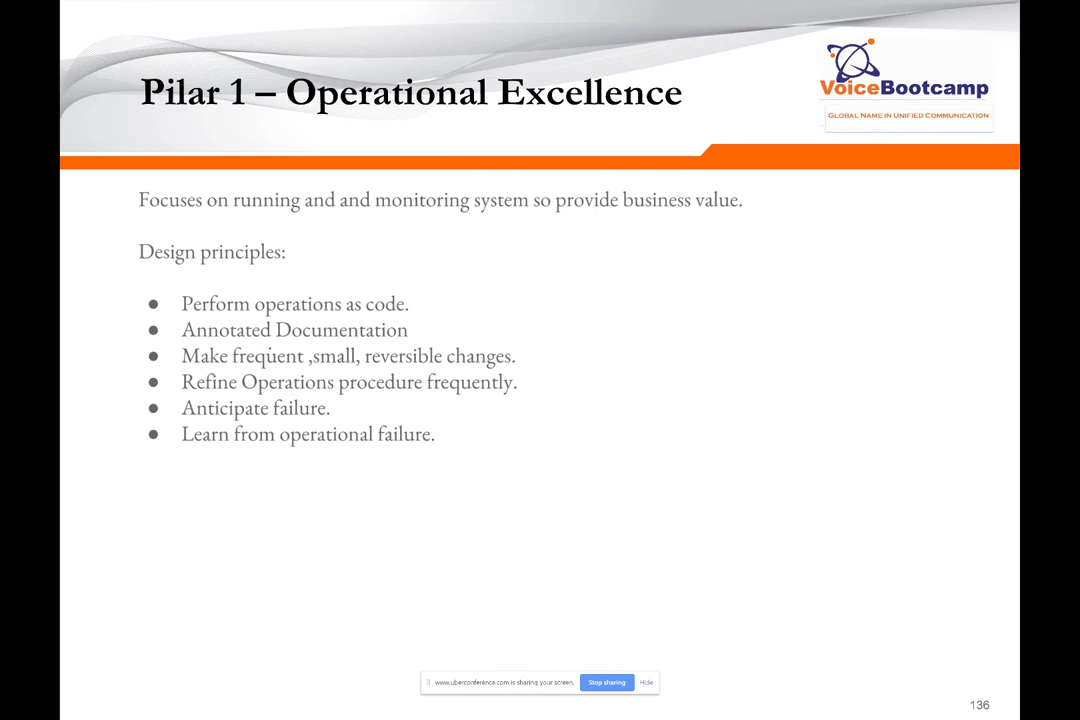 Pilar 1 – Operational Excellence
VoiceBootcamp
Global Name in Unified Communication
Focuses on running and and monitoring system so provide business value.
Design principles:
● Perform operations as code.
● Annotated Documentation
● Make frequent ,small, reversible changes.
● Refine Operations procedure frequently.
● Anticipate failure.
● Learn from operational failure.
www.uberconference.com is sharing your screen. Stop sharing Hide
136